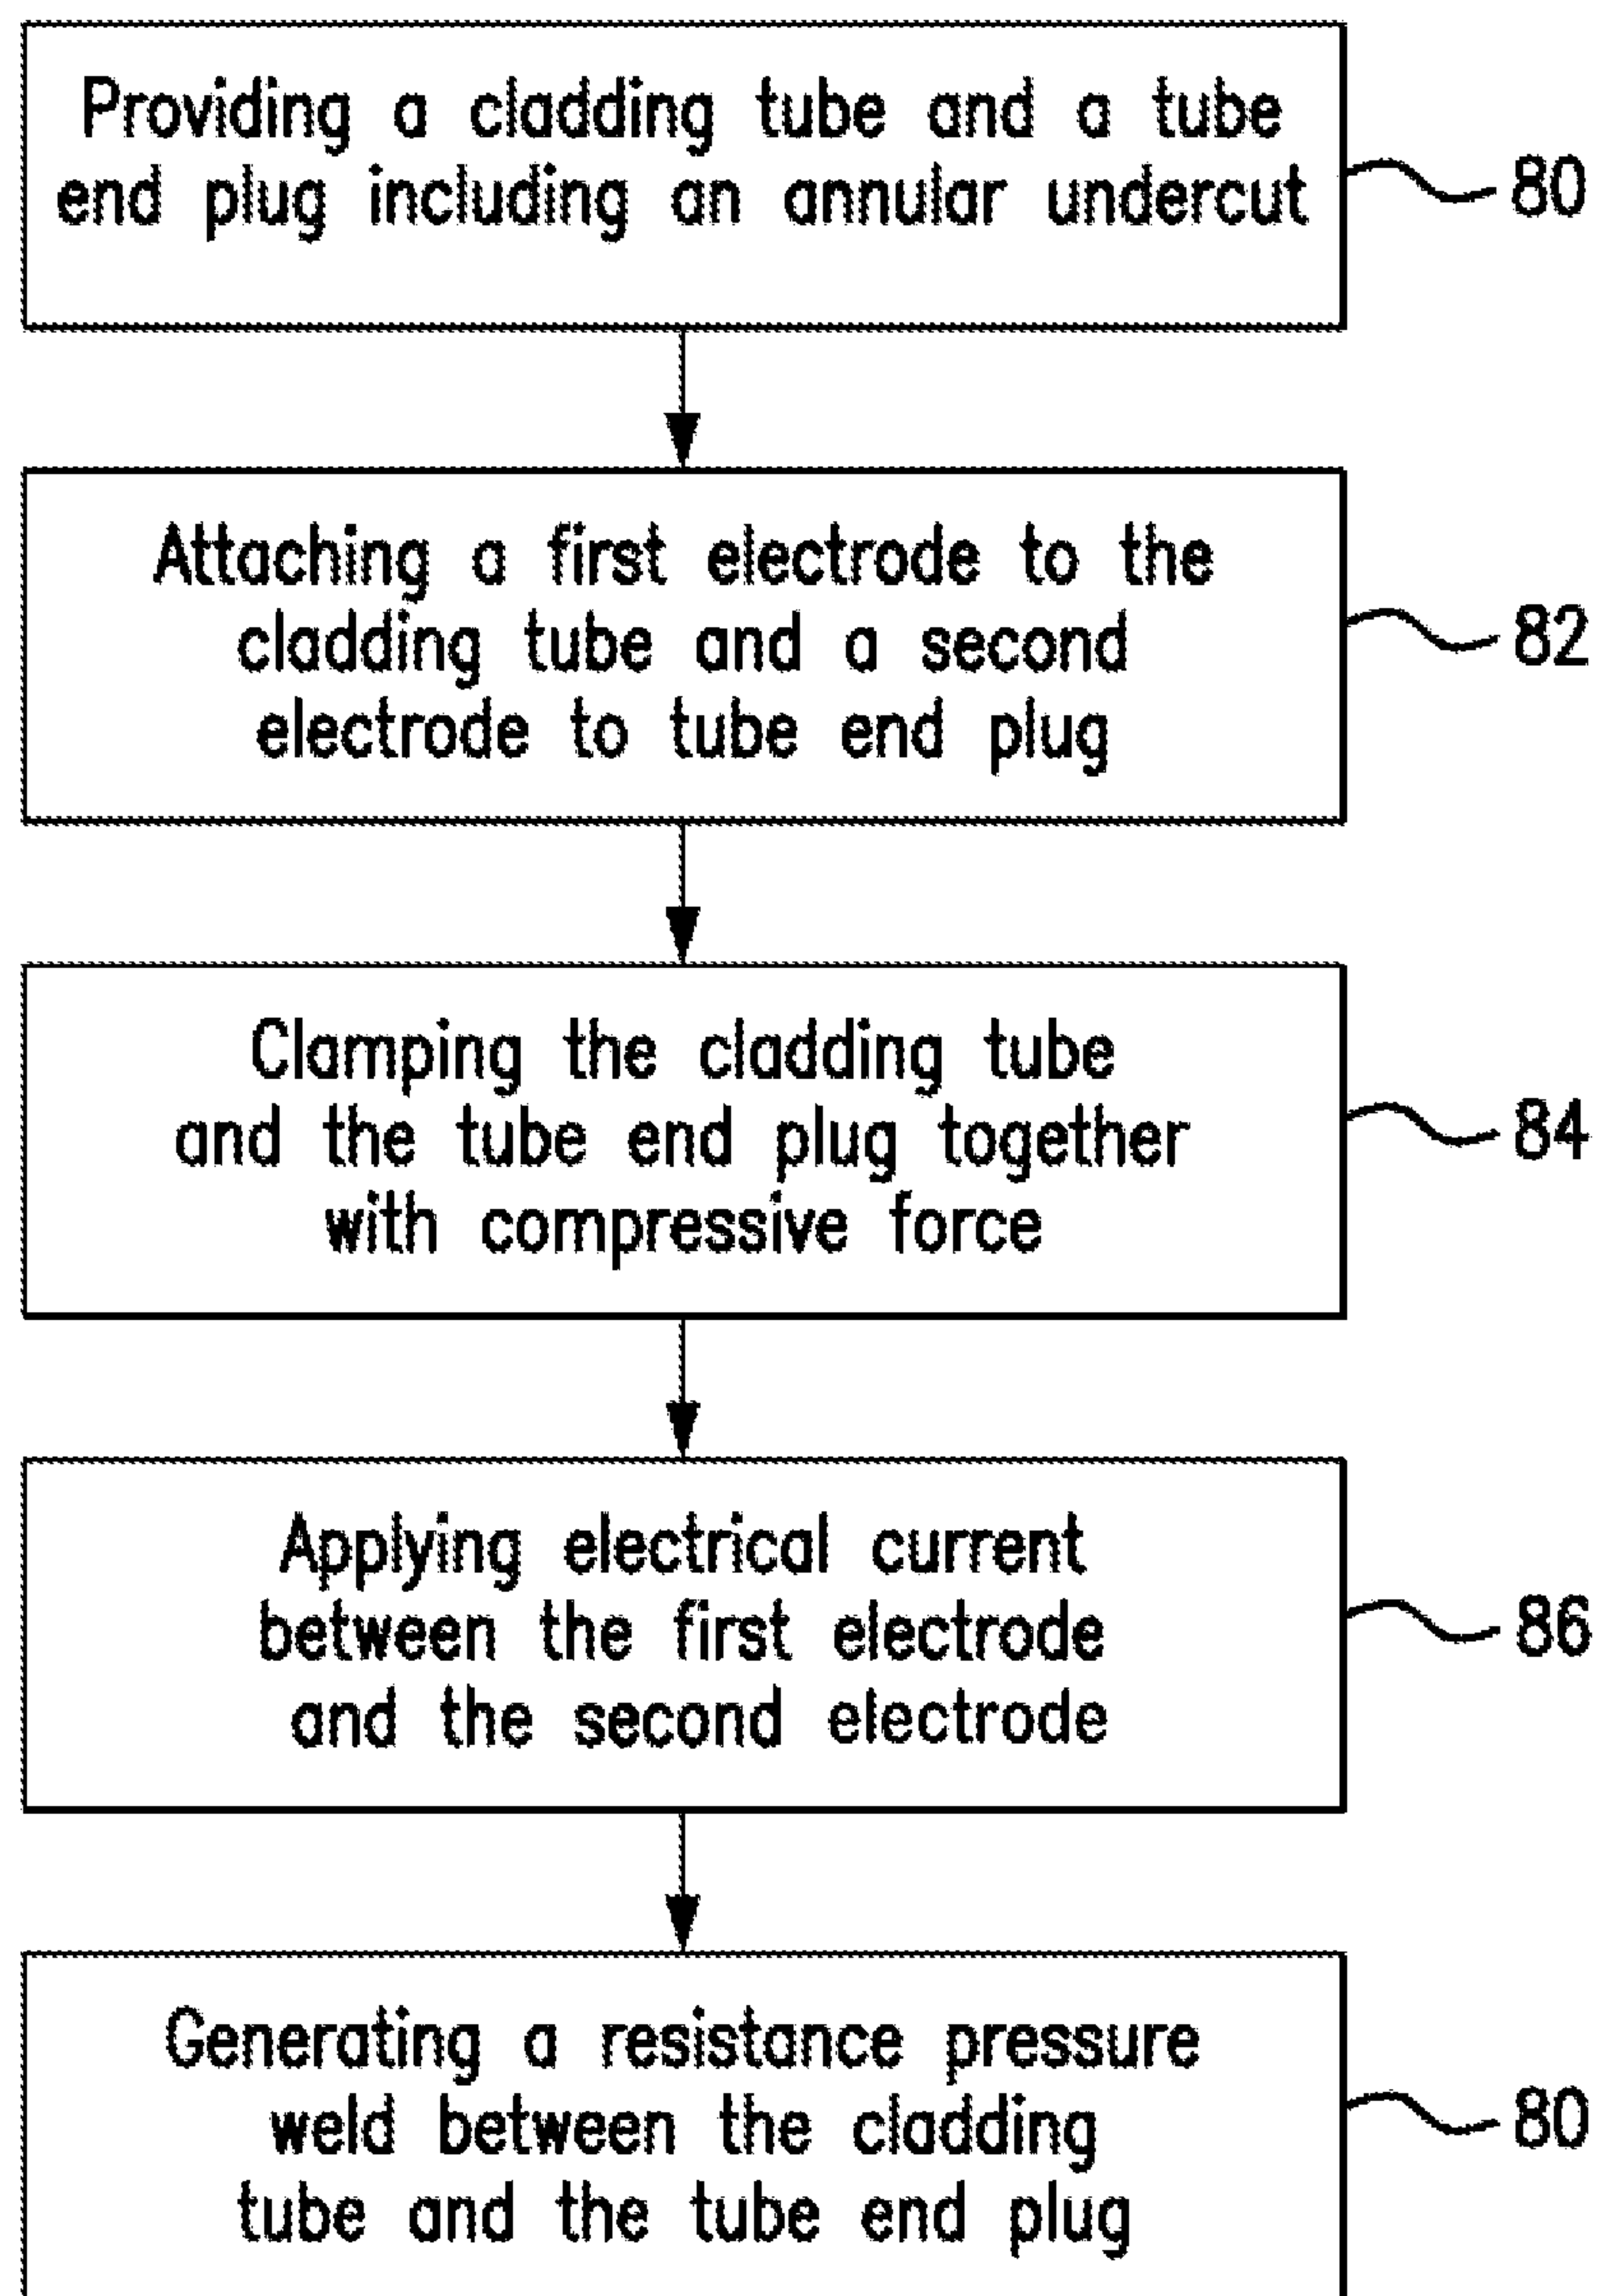 Providing a cladding tube and a tube
end plug including an annular undercut
80
Attaching a first electrode to the
cladding tube and a second
electrode to tube end plug
82
Clamping the cladding tube
and the tube end plug together
with compressive force
84
Applying electrical current
between the first electrode
and the second electrode
86
Generating a resistance pressure
weld between the cladding
tube and the tube end plug
80